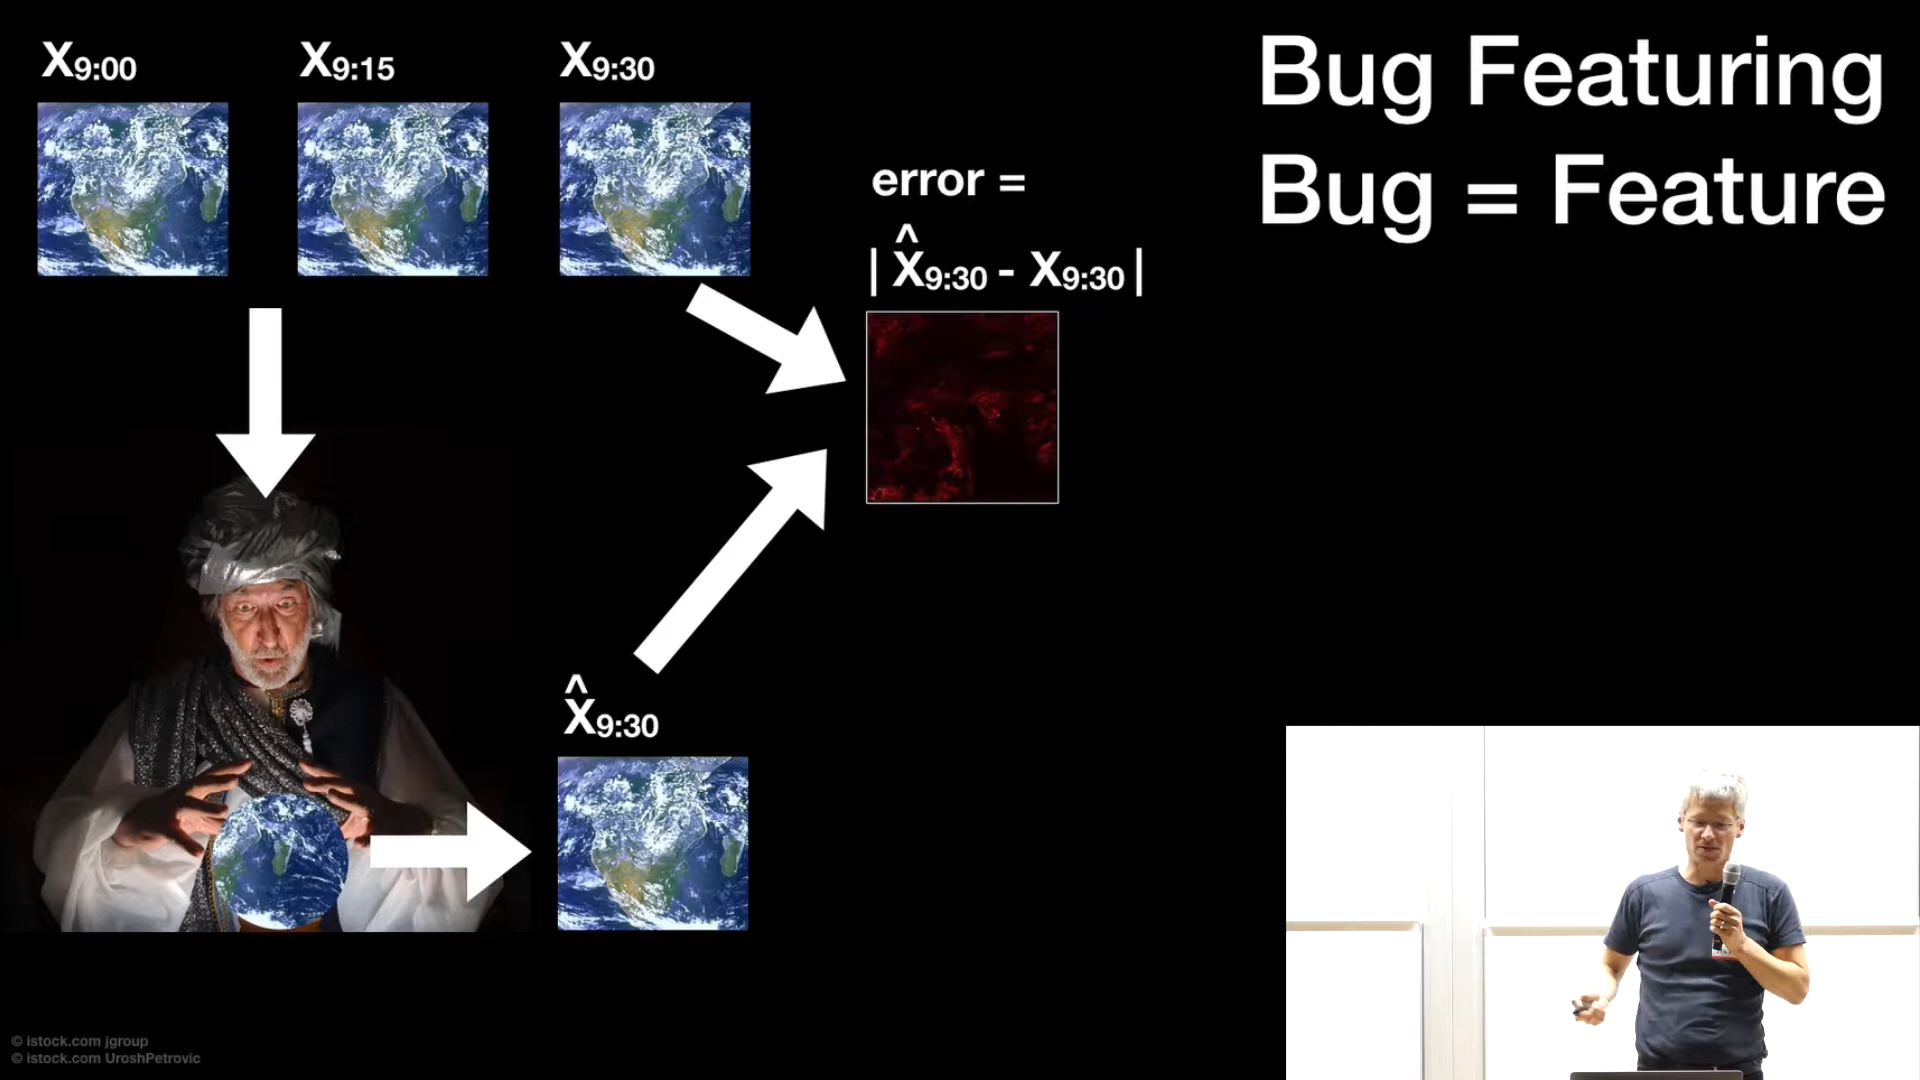 X9:00
X9:15
X9:30
Bug Featuring
Bug = Feature
error =
| X̂9:30 - X9:30 |
X̂9:30
© istock.com jgroup
© istock.com UroshPetrovic